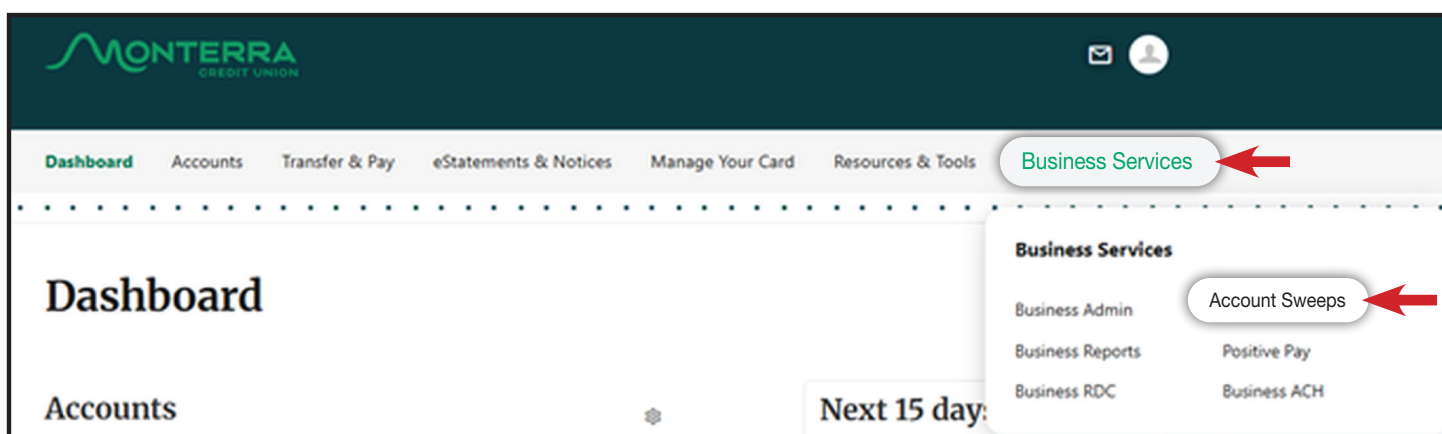 MONTERRA
CREDIT UNION
Dashboard Accounts Transfer & Pay eStatements & Notices Manage Your Card Resources & Tools Business Services
Business Services
Dashboard
Business Admin Account Sweeps
Business Reports Positive Pay
Business RDC Business ACH
Accounts Next 15 day